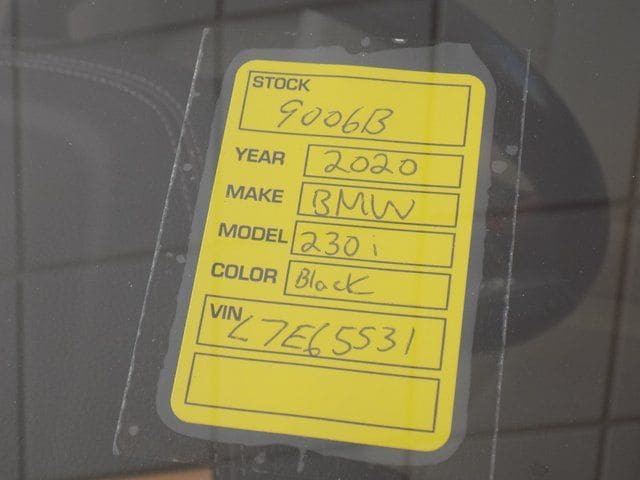 STOCK
9006B
YEAR 2020
MAKE BMW
MODEL 230i
COLOR Black
VIN L7E65531